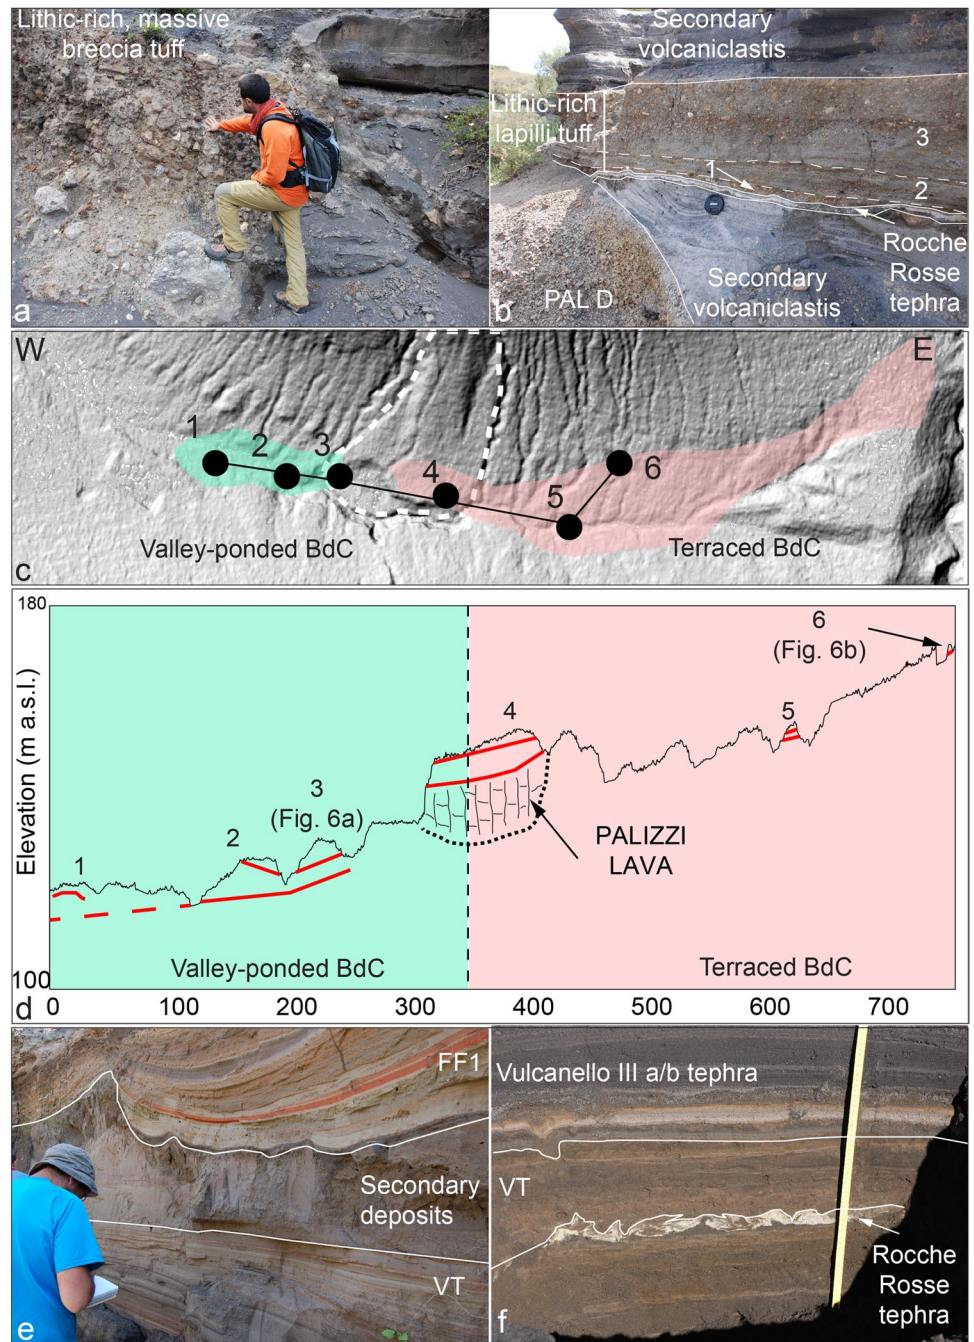 Lithic-rich, massive
breccia tuff
a
Secondary
volcaniclastis
Lithic-rich
lapilli tuff
3
1
2
Rocche
Rosse
tephra
PAL D
Secondary
volcaniclastis
b
W
E
1
2
3
4
5
6
Valley-ponded BdC
Terraced BdC
c
180
Elevation (m a.s.l.)
6
(Fig. 6b)
5
4
3
(Fig. 6a)
2
1
PALIZZI
LAVA
Valley-ponded BdC
Terraced BdC
100
d
0 100 200 300 400 500 600 700
FF1
Secondary
deposits
VT
e
Vulcanello III a/b tephra
VT
Rocche
Rosse
tephra
f